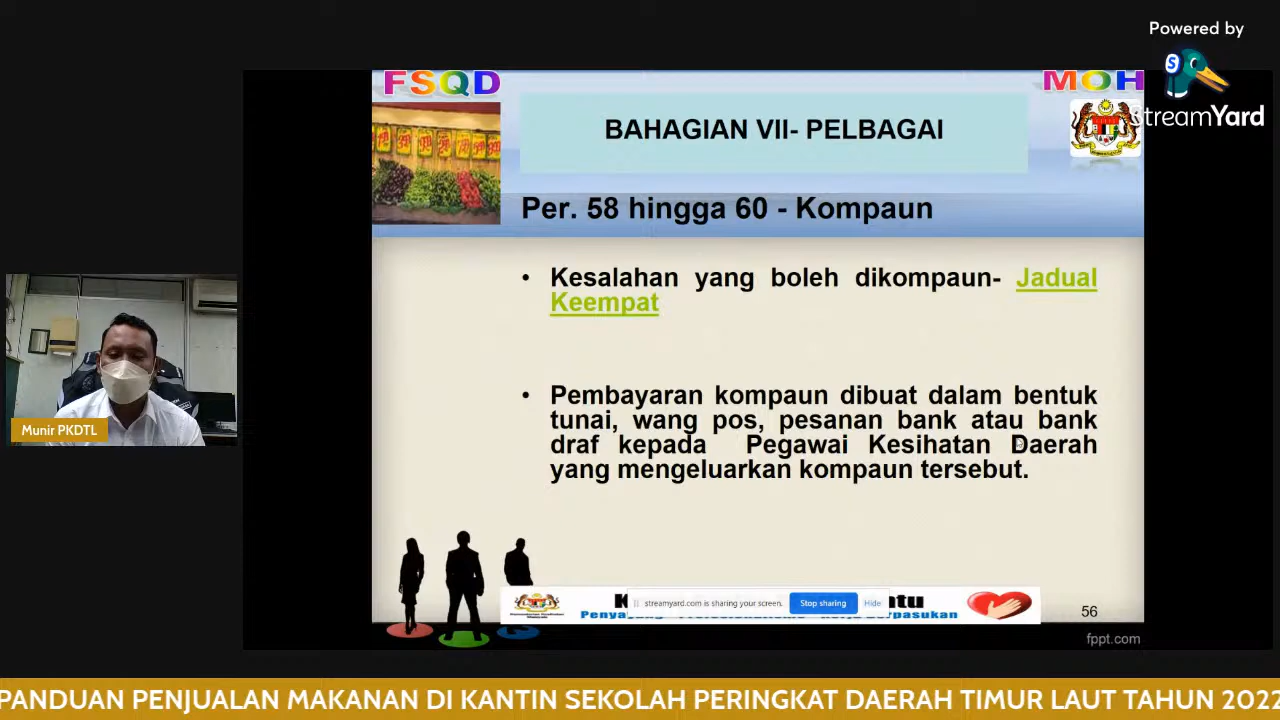 Powered by
StreamYard
FSQD
MOH
BAHAGIAN VII- PELBAGAI
Per. 58 hingga 60 - Kompaun
• Kesalahan yang boleh dikompaun- Jadual
Keempat
• Pembayaran kompaun dibuat dalam bentuk
tunai, wang pos, pesanan bank atau bank
draf kepada Pegawai Kesihatan Daerah
yang mengeluarkan kompaun tersebut.
Munir PKDTL
streamyard.com is sharing your screen.
Stop sharing
Hide
56
fppt.com
PANDUAN PENJUALAN MAKANAN DI KANTIN SEKOLAH PERINGKAT DAERAH TIMUR LAUT TAHUN 2022